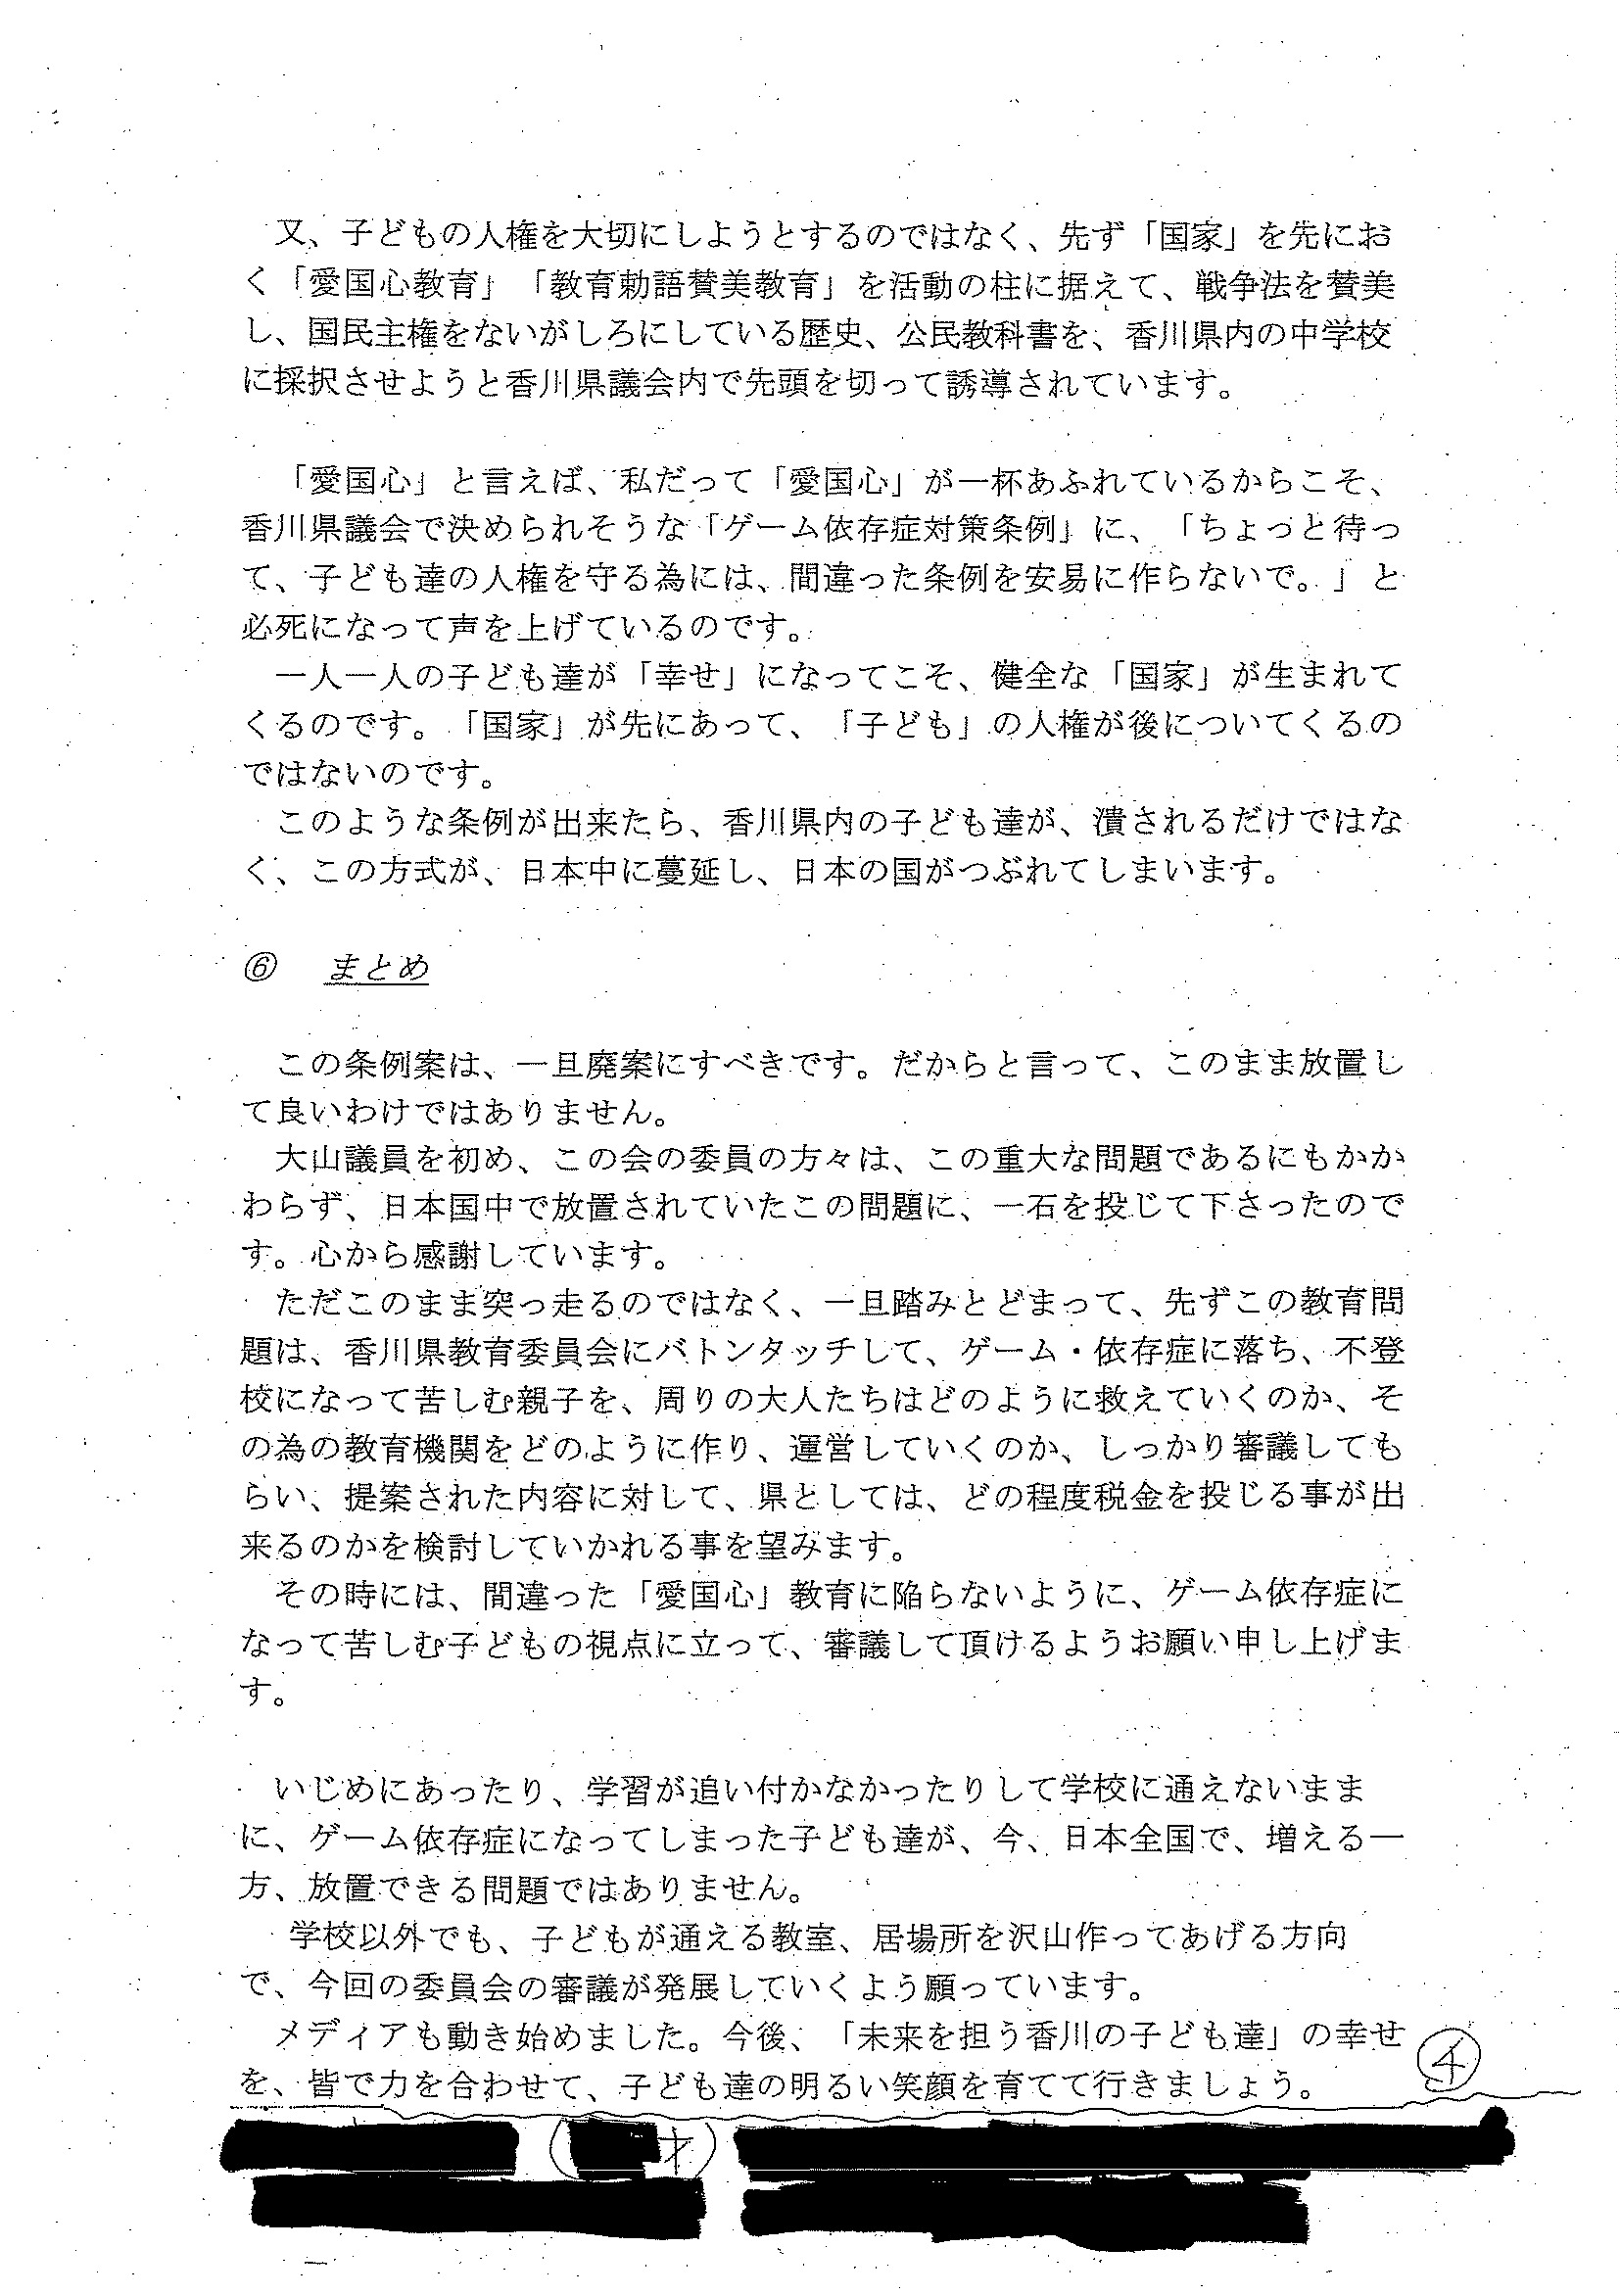 又、子どもの人権を大切にしようとするのではなく、先ず「国家」を先にお
く「愛国心教育」「教育勅語賛美教育」を活動の柱に据えて、戦争法を賛美
し、国民主権をないがしろにしている歴史、公民教科書を、香川県内の中学校
に採択させようと香川県議会内で先頭を切って誘導されています。
「愛国心」と言えば、私だって「愛国心」が一杯あふれているからこそ、
香川県議会で決められそうな「ゲーム依存症対策条例」に、「ちょっと待っ
て、子ども達の人権を守る為には、間違った条例を安易に作らないで。」と
必死になって声を上げているのです。
一人一人の子ども達が「幸せ」になってこそ、健全な「国家」が生まれて
くるのです。「国家」が先にあって、「子ども」の人権が後についてくるの
ではないのです。
このような条例が出来たら、香川県内の子ども達が、潰されるだけではな
く、この方式が、日本中に蔓延し、日本の国がつぶれてしまいます。
⑥　まとめ
この条例案は、一旦廃案にすべきです。だからと言って、このまま放置し
て良いわけではありません。
大山議員を初め、この会の委員の方々は、この重大な問題であるにもかか
わらず、日本国中で放置されていたこの問題に、一石を投じて下さったので
す。心から感謝しています。
ただこのまま突っ走るのではなく、一旦踏みとどまって、先ずこの教育問
題は、香川県教育委員会にバトンタッチして、ゲーム・依存症に落ち、不登
校になって苦しむ親子を、周りの大人たちはどのように救えていくのか、そ
の為の教育機関をどのように作り、運営していくのか、しっかり審議しても
らい、提案された内容に対して、県としては、どの程度税金を投じる事が出
来るのかを検討していかれる事を望みます。
その時には、間違った「愛国心」教育に陥らないように、ゲーム依存症に
なって苦しむ子どもの視点に立って、審議して頂けるようお願い申し上げま
す。
いじめにあったり、学習が追い付かなかったりして学校に通えないまま
に、ゲーム依存症になってしまった子ども達が、今、日本全国で、増える一
方、放置できる問題ではありません。
学校以外でも、子どもが通える教室、居場所を沢山作ってあげる方向
で、今回の委員会の審議が発展していくよう願っています。
メディアも動き始めました。今後、「未来を担う香川の子ども達」の幸せ
を、皆で力を合わせて、子ども達の明るい笑顔を育てて行きましょう。
④
（才）